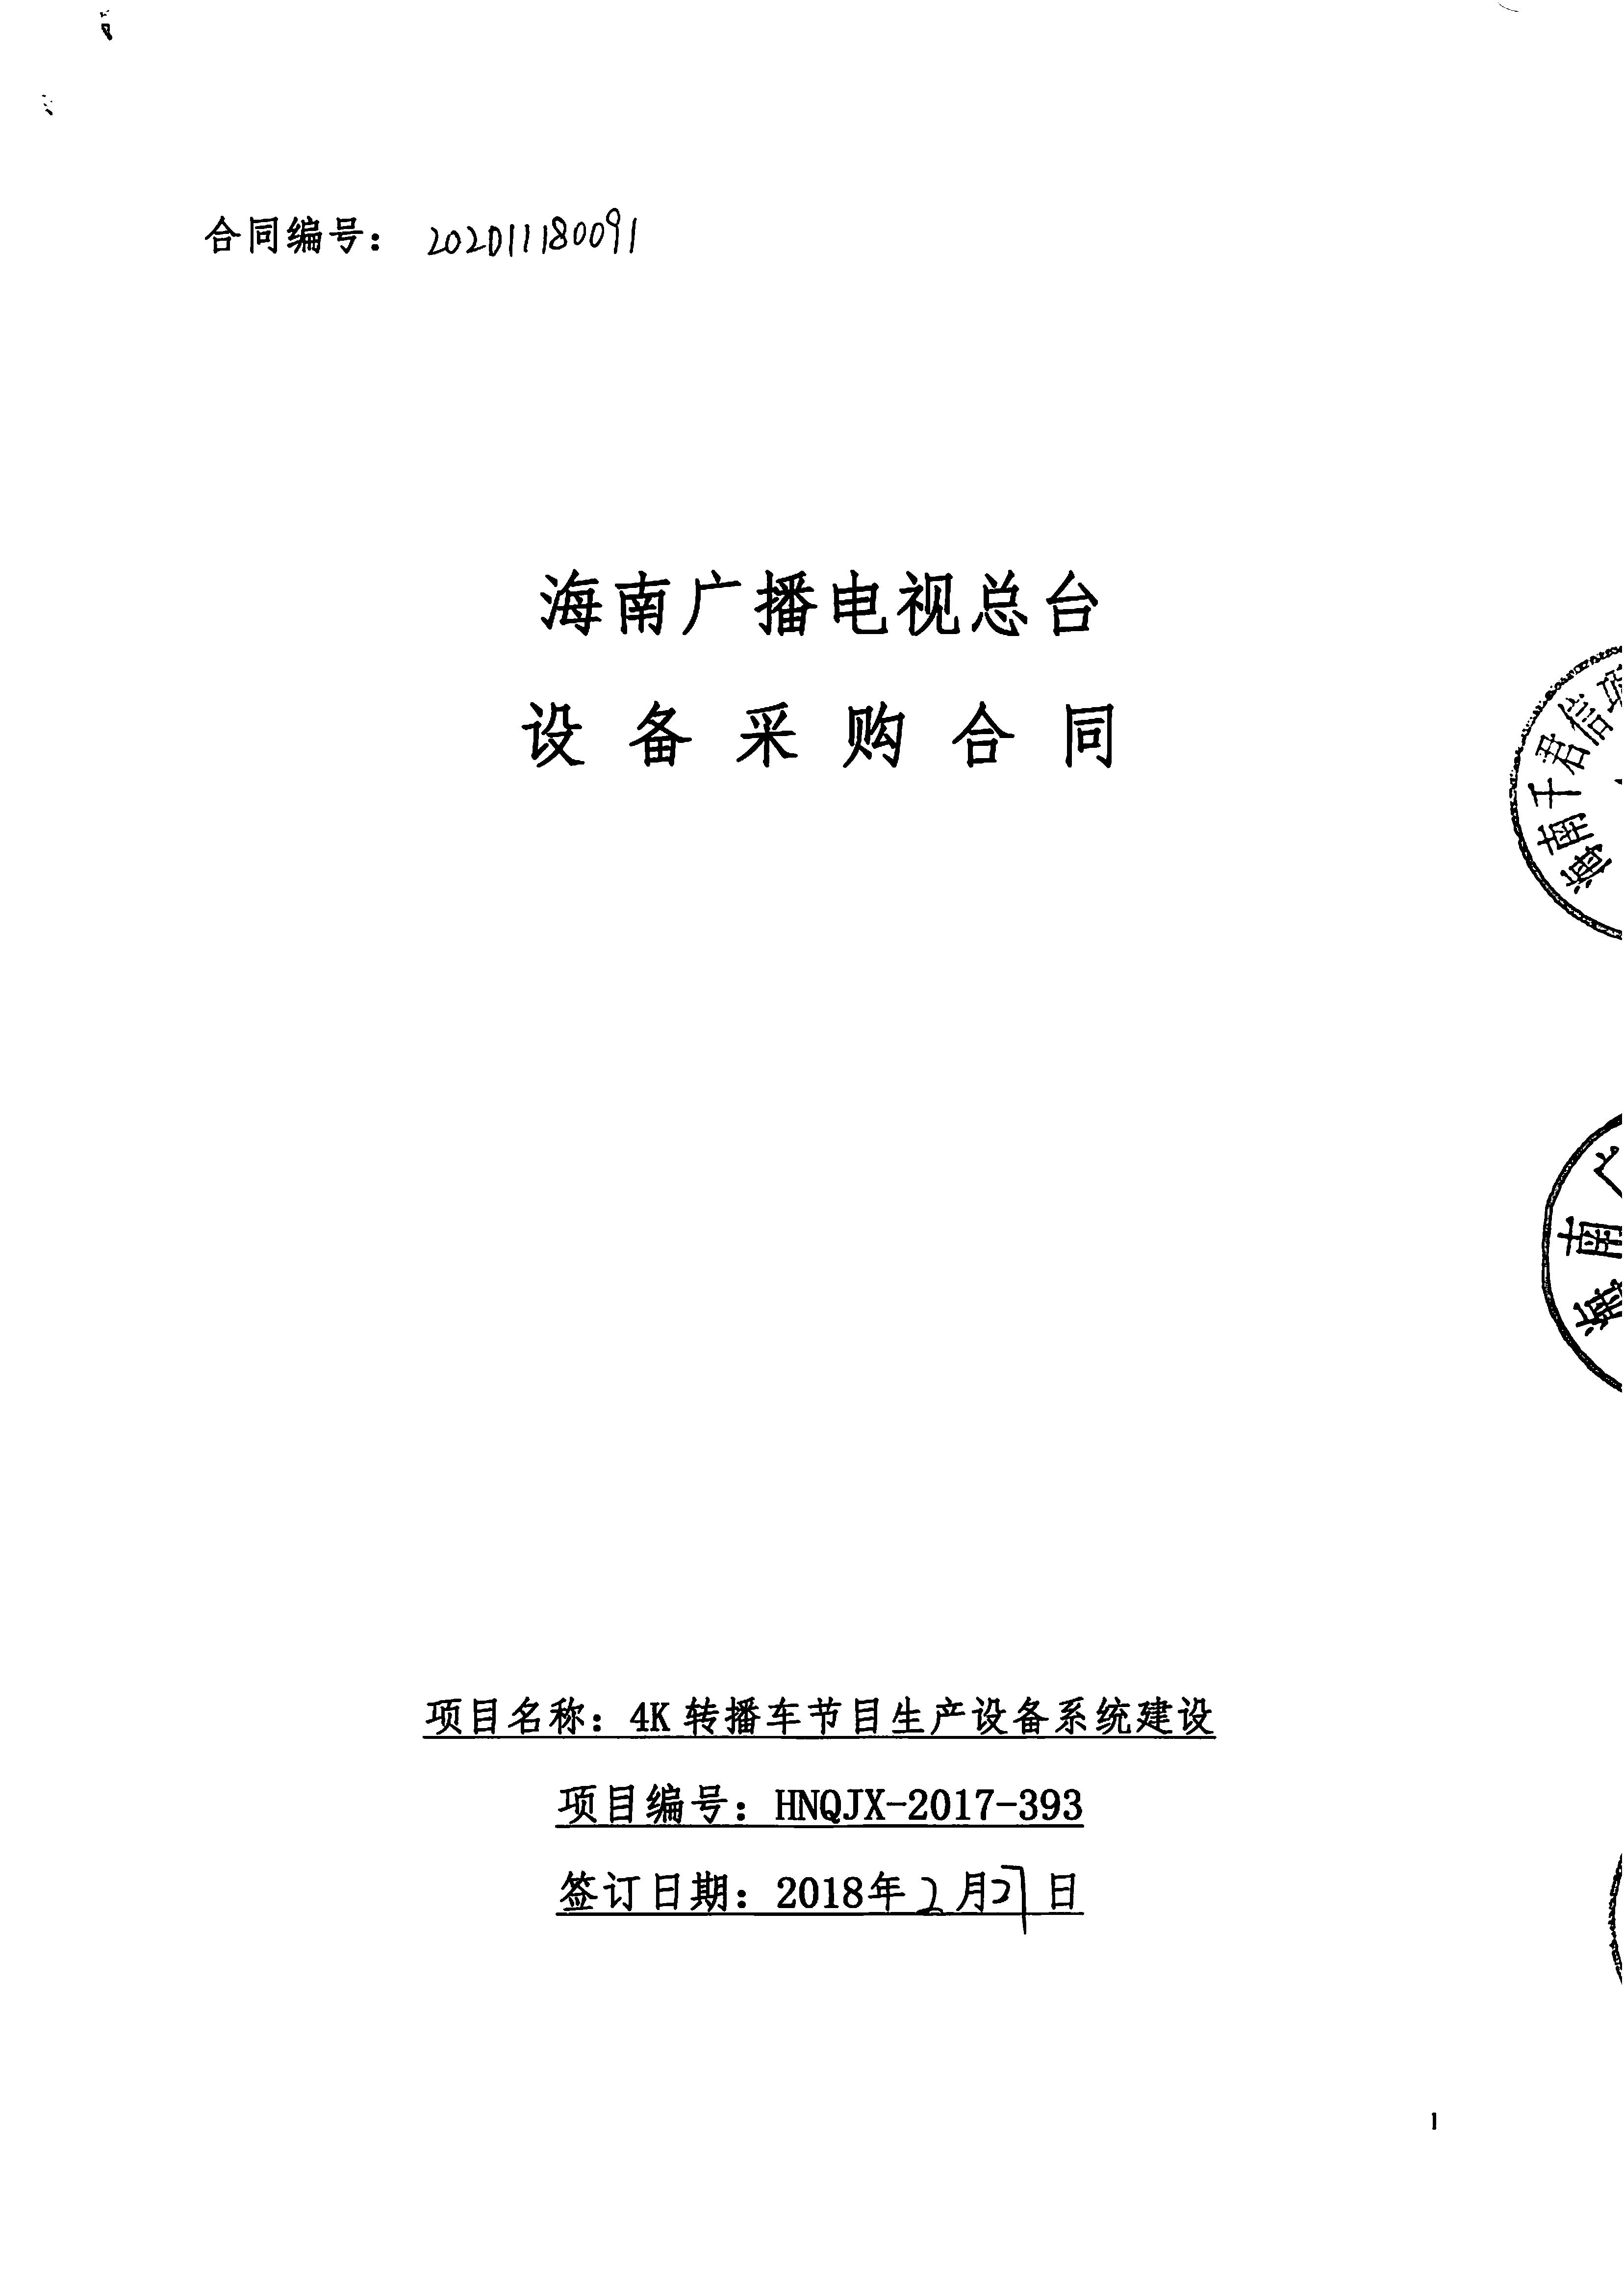 合同编号: 202011180091
海南广播电视总台
设备采购合同
海南千君信
海南广
项目名称: 4K转播车节目生产设备系统建设
项目编号: HNQJX-2017-393
签订日期: 2018年2月27日
1